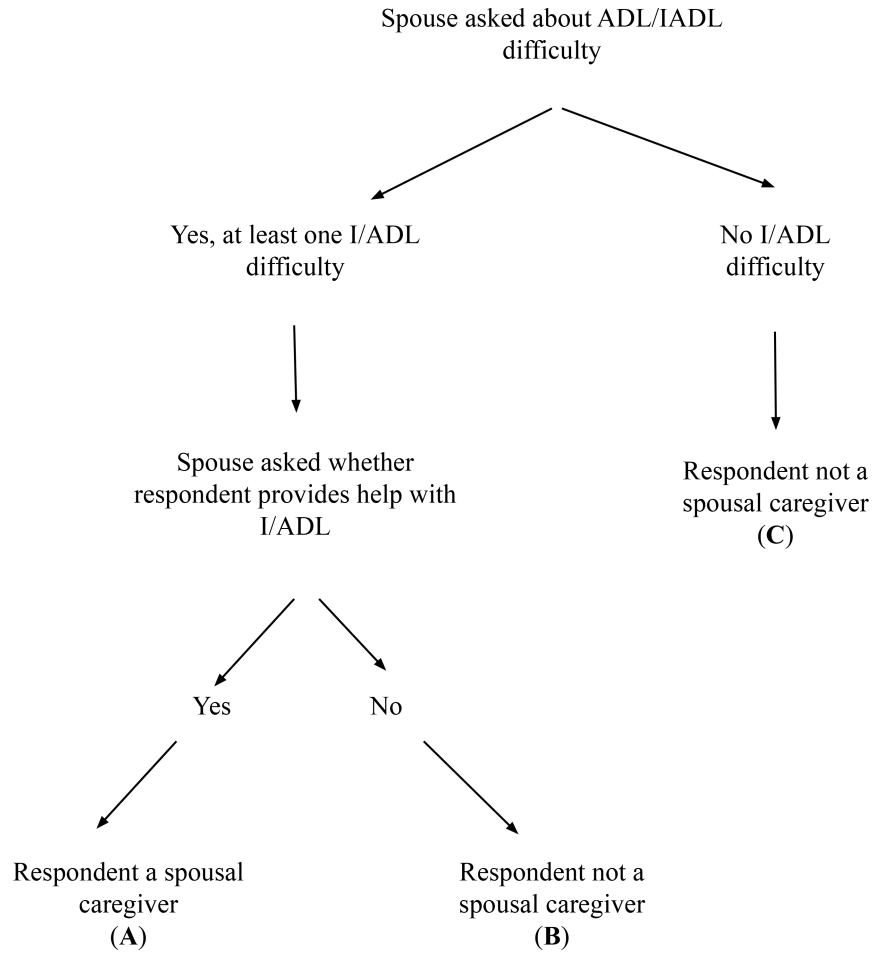 Spouse asked about ADL/IADL
difficulty
Yes, at least one I/ADL
difficulty
No I/ADL
difficulty
Spouse asked whether
respondent provides help with
I/ADL
Respondent not a
spousal caregiver
(C)
Yes
No
Respondent a spousal
caregiver
(A)
Respondent not a
spousal caregiver
(B)